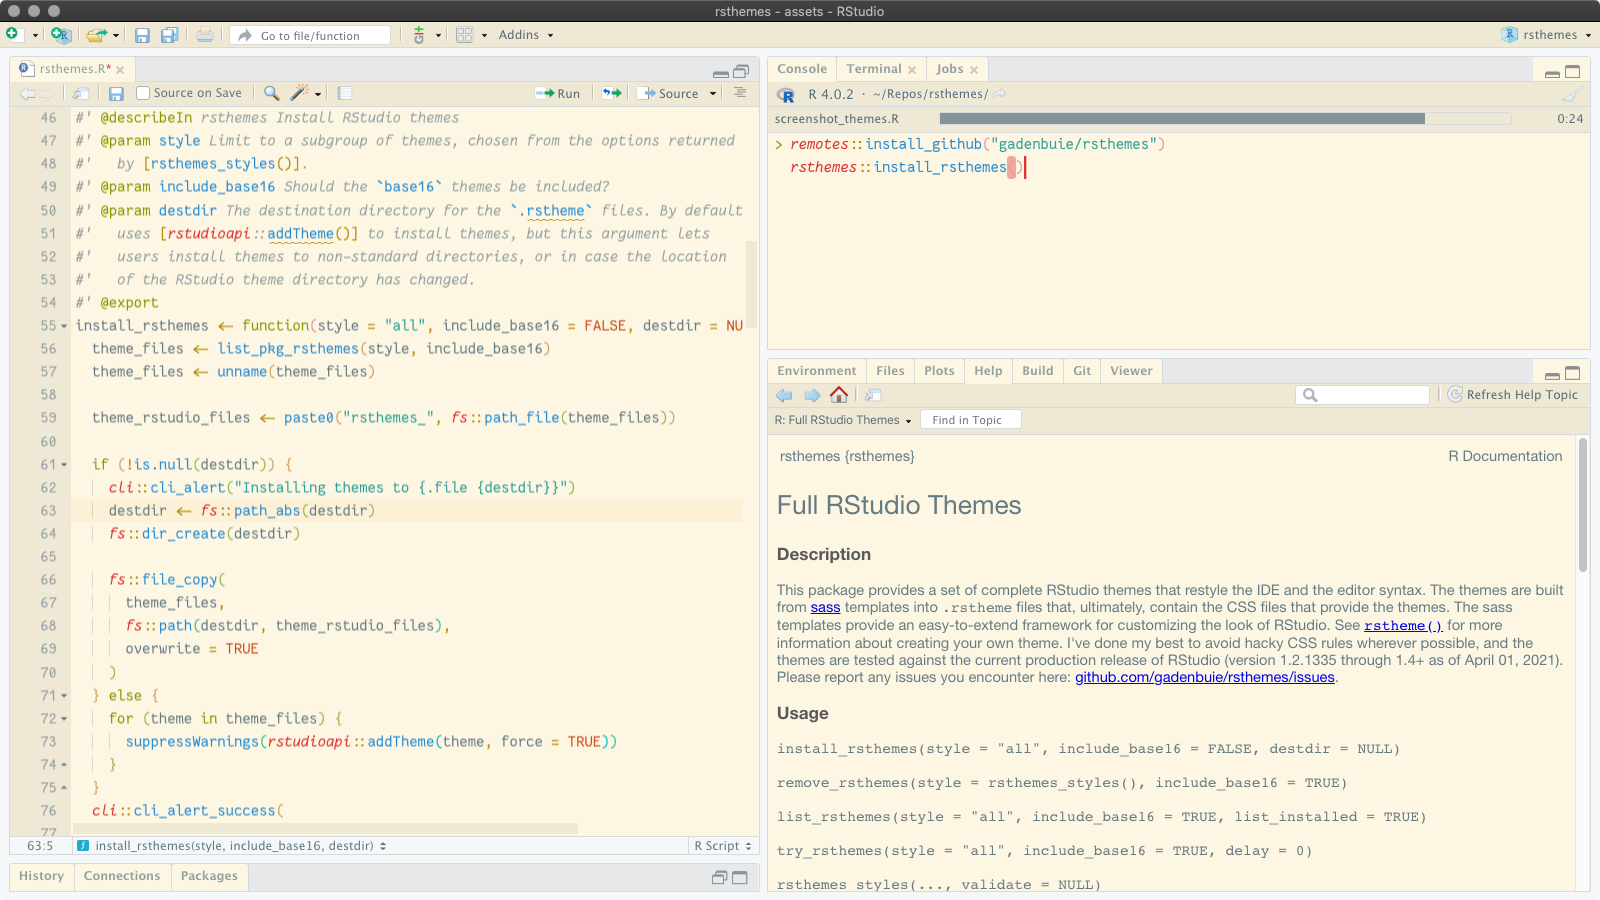 rsthemes - assets - RStudio
Go to file/function
Addins
rsthemes
rsthemes.R*
Source on Save
Run
Source
46 #' @describeIn rsthemes Install RStudio themes
47 #' @param style Limit to a subgroup of themes, chosen from the options returned
48 #'   by [rsthemes_styles()].
49 #' @param include_base16 Should the `base16` themes be included?
50 #' @param destdir The destination directory for the `.rstheme` files. By default
51 #'   uses [rstudioapi::addTheme()] to install themes, but this argument lets
52 #'   users install themes to non-standard directories, or in case the location
53 #'   of the RStudio theme directory has changed.
54 #' @export
55 install_rsthemes <- function(style = "all", include_base16 = FALSE, destdir = NU
56   theme_files <- list_pkg_rsthemes(style, include_base16)
57   theme_files <- unname(theme_files)
58
59   theme_rstudio_files <- paste0("rsthemes_", fs::path_file(theme_files))
60
61   if (!is.null(destdir)) {
62     cli::cli_alert("Installing themes to {.file {destdir}}")
63     destdir <- fs::path_abs(destdir)
64     fs::dir_create(destdir)
65
66     fs::file_copy(
67       theme_files,
68       fs::path(destdir, theme_rstudio_files),
69       overwrite = TRUE
70     )
71   } else {
72     for (theme in theme_files) {
73       suppressWarnings(rstudioapi::addTheme(theme, force = TRUE))
74     }
75   }
76   cli::cli_alert_success(
77
63:5
install_rsthemes(style, include_base16, destdir)
R Script
History
Connections
Packages
Console
Terminal
Jobs
R 4.0.2 · ~/Repos/rsthemes/
screenshot_themes.R
0:24
> remotes::install_github("gadenbuie/rsthemes")
rsthemes::install_rsthemes()
Environment
Files
Plots
Help
Build
Git
Viewer
Refresh Help Topic
R: Full RStudio Themes
Find in Topic
rsthemes {rsthemes}
R Documentation
Full RStudio Themes
Description
This package provides a set of complete RStudio themes that restyle the IDE and the editor syntax. The themes are built
from sass templates into .rstheme files that, ultimately, contain the CSS files that provide the themes. The sass
templates provide an easy-to-extend framework for customizing the look of RStudio. See rstheme() for more
information about creating your own theme. I've done my best to avoid hacky CSS rules wherever possible, and the
themes are tested against the current production release of RStudio (version 1.2.1335 through 1.4+ as of April 01, 2021).
Please report any issues you encounter here: github.com/gadenbuie/rsthemes/issues.
Usage
install_rsthemes(style = "all", include_base16 = FALSE, destdir = NULL)
remove_rsthemes(style = rsthemes_styles(), include_base16 = TRUE)
list_rsthemes(style = "all", include_base16 = TRUE, list_installed = TRUE)
try_rsthemes(style = "all", include_base16 = TRUE, delay = 0)
rsthemes_styles(..., validate = NULL)